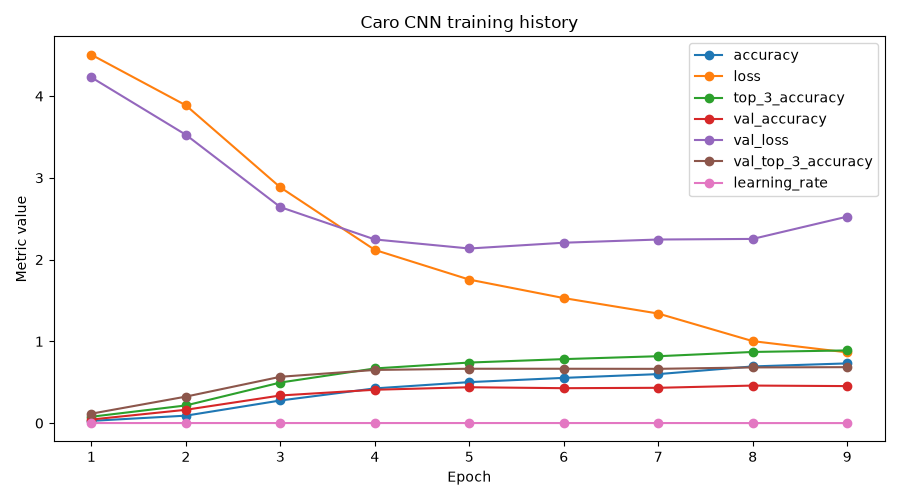 Caro CNN training history
Metric value
4
3
2
1
0
1 2 3 4 5 6 7 8 9
Epoch
accuracy
loss
top_3_accuracy
val_accuracy
val_loss
val_top_3_accuracy
learning_rate